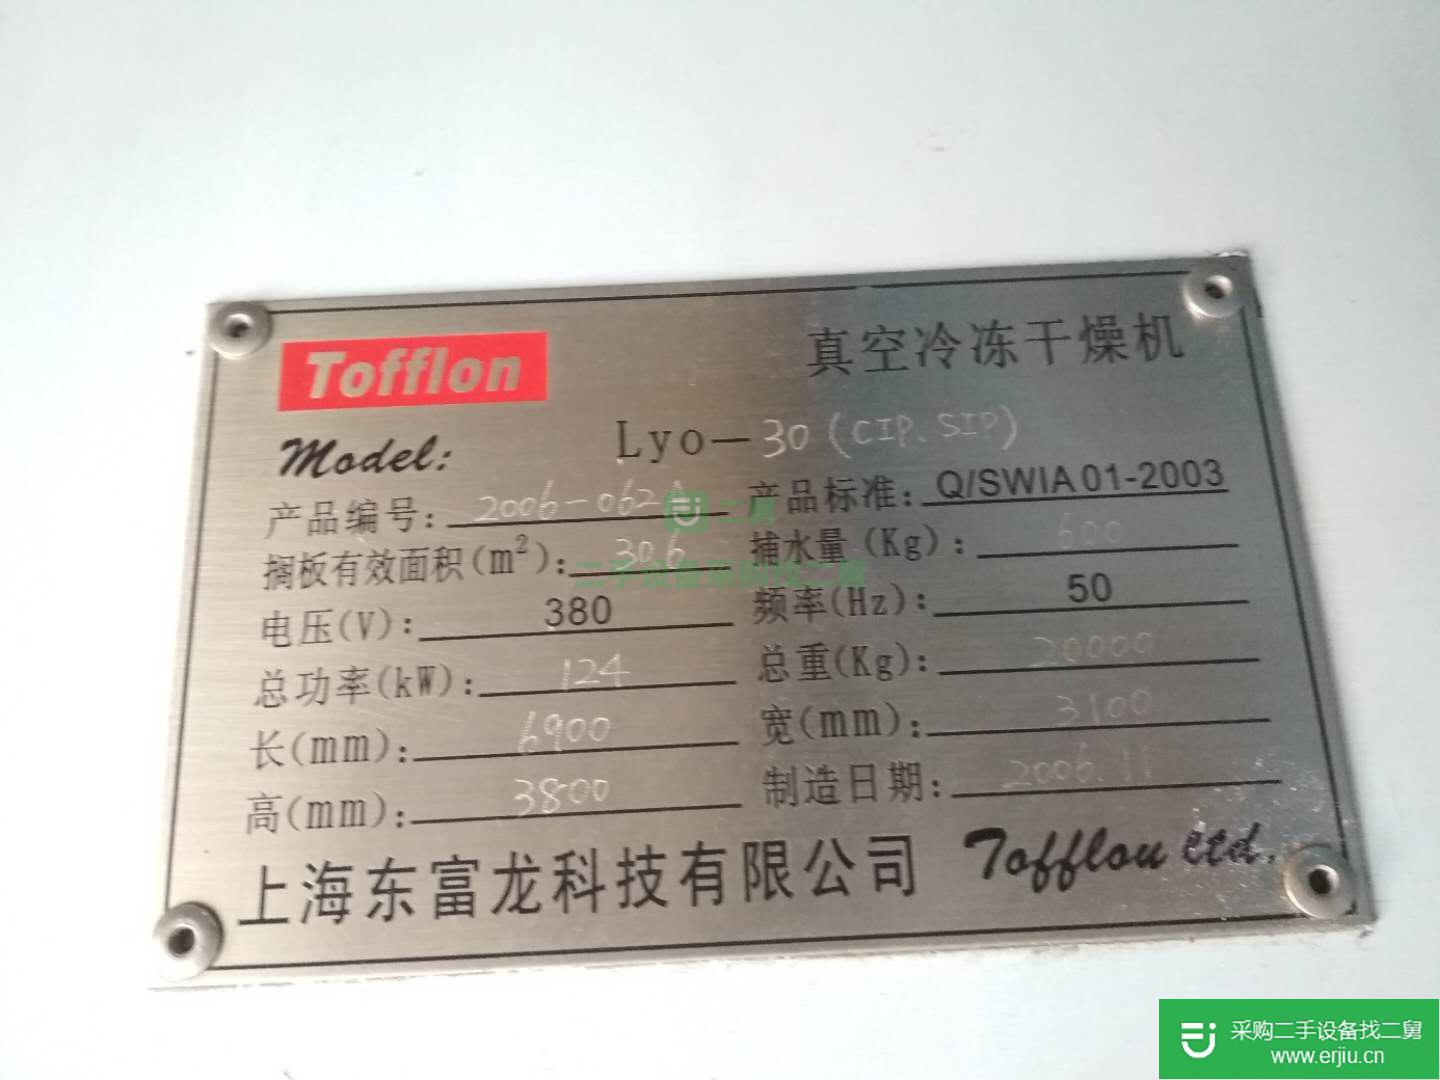 Tofflon
真空冷冻干燥机
Model: Lyo-30(CIP.SIP)
产品编号: 产品标准: Q/SWIA01-2003
搁板有效面积(m²): 30.6 捕水量(Kg): 600
电压(V): 380 频率(Hz): 50
总功率(kW): 124 总重(Kg): 20000
长(mm): 6900 宽(mm): 3100
高(mm): 3800 制造日期: 2006.11
上海东富龙科技有限公司 Tofflon Ltd.
二舅
采购二手设备找二舅
www.erjiu.cn